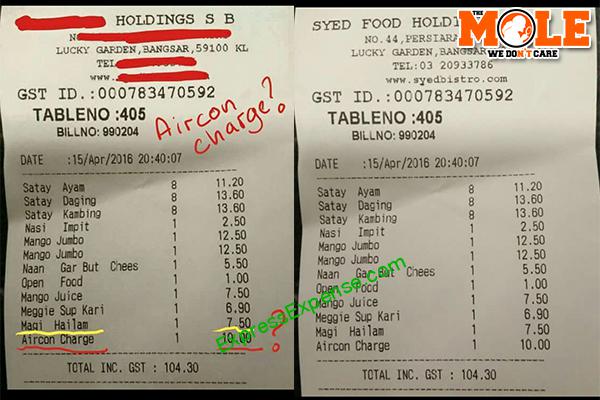 HOLDINGS S B
LUCKY GARDEN,BANGSAR,59100 KL
TEL
www.
GST ID.:000783470592
TABLENO :405
BILLNO: 990204
Aircon charge?
DATE :15/Apr/2016 20:40:07
Satay Ayam 8 11.20
Satay Daging 8 13.60
Satay Kambing 8 13.60
Nasi Impit 1 2.50
Mango Jumbo 1 12.50
Mango Jumbo 1 12.50
Naan Gar But Chees 1 5.50
Open Food 1 1.00
Mango Juice 1 7.50
Meggie Sup Kari 1 6.90
Magi Hailam 1 7.50
Aircon Charge 1 10.00
?
TOTAL INC. GST : 104.30
ExpressExpense.com
THE MOLE
WE DON'T CARE
SYED FOOD HOLDI
NO.44,PERSIARA
LUCKY GARDEN,BANGSA
TEL:03 20933786
www.syedbistro.com
GST ID.:000783470592
TABLENO :405
BILLNO: 990204
DATE :15/Apr/2016 20:40:07
Satay Ayam 8 11.20
Satay Daging 8 13.60
Satay Kambing 8 13.60
Nasi Impit 1 2.50
Mango Jumbo 1 12.50
Mango Jumbo 1 12.50
Naan Gar But Chees 1 5.50
Open Food 1 1.00
Mango Juice 1 7.50
Meggie Sup Kari 1 6.90
Magi Hailam 1 7.50
Aircon Charge 1 10.00
TOTAL INC. GST : 104.30